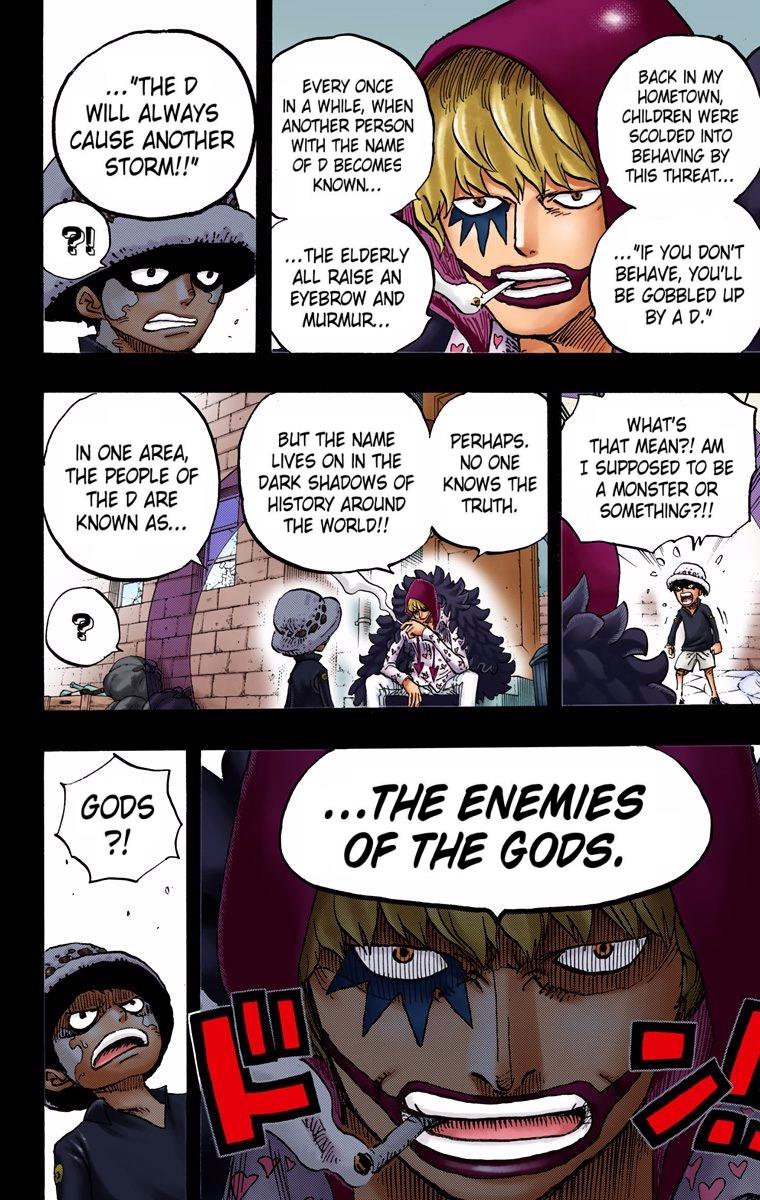 BACK IN MY
HOMETOWN,
CHILDREN WERE
SCOLDED INTO
BEHAVING BY
THIS THREAT...
..."IF YOU DON'T
BEHAVE, YOU'LL
BE GOBBLED UP
BY A D."
EVERY ONCE
IN A WHILE, WHEN
ANOTHER PERSON
WITH THE NAME
OF D BECOMES
KNOWN...
...THE ELDERLY
ALL RAISE AN
EYEBROW AND
MURMUR...
..."THE D
WILL ALWAYS
CAUSE ANOTHER
STORM!!"
?!
WHAT'S
THAT MEAN?! AM
I SUPPOSED TO BE
A MONSTER OR
SOMETHING?!!
PERHAPS.
NO ONE
KNOWS THE
TRUTH.
BUT THE NAME
LIVES ON IN THE
DARK SHADOWS OF
HISTORY AROUND
THE WORLD!!
IN ONE AREA,
THE PEOPLE OF
THE D ARE
KNOWN AS...
?
...THE ENEMIES
OF THE GODS.
ドン!!
GODS
?!